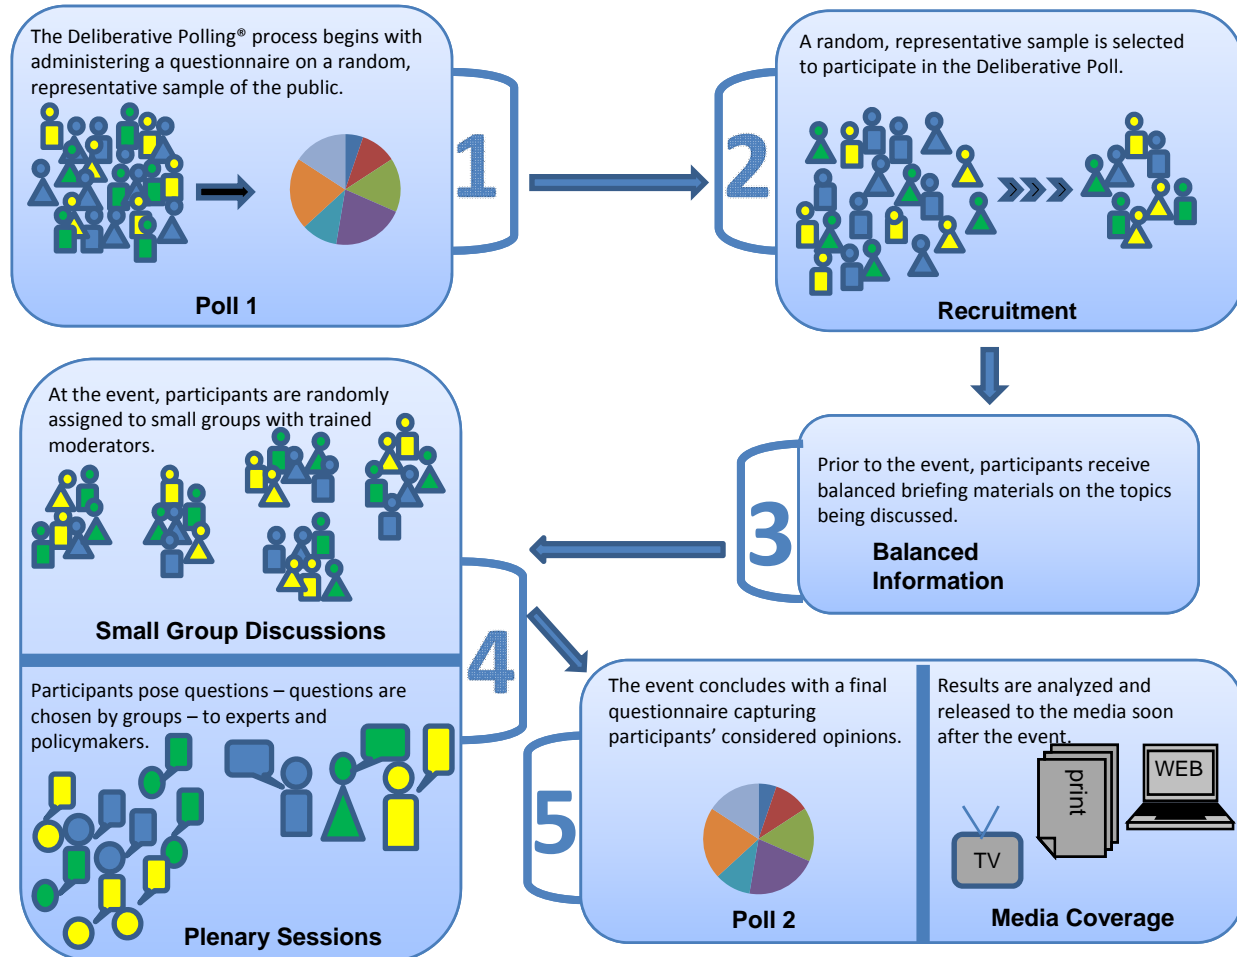 The Deliberative Polling® process begins with
administering a questionnaire on a random,
representative sample of the public.
Poll 1
1
2
A random, representative sample is selected
to participate in the Deliberative Poll.
Recruitment
3
Prior to the event, participants receive
balanced briefing materials on the topics
being discussed.
Balanced
Information
At the event, participants are randomly
assigned to small groups with trained
moderators.
Small Group Discussions
4
Participants pose questions – questions are
chosen by groups – to experts and
policymakers.
Plenary Sessions
5
The event concludes with a final
questionnaire capturing
participants’ considered opinions.
Poll 2
Results are analyzed and
released to the media soon
after the event.
TV
print
WEB
Media Coverage